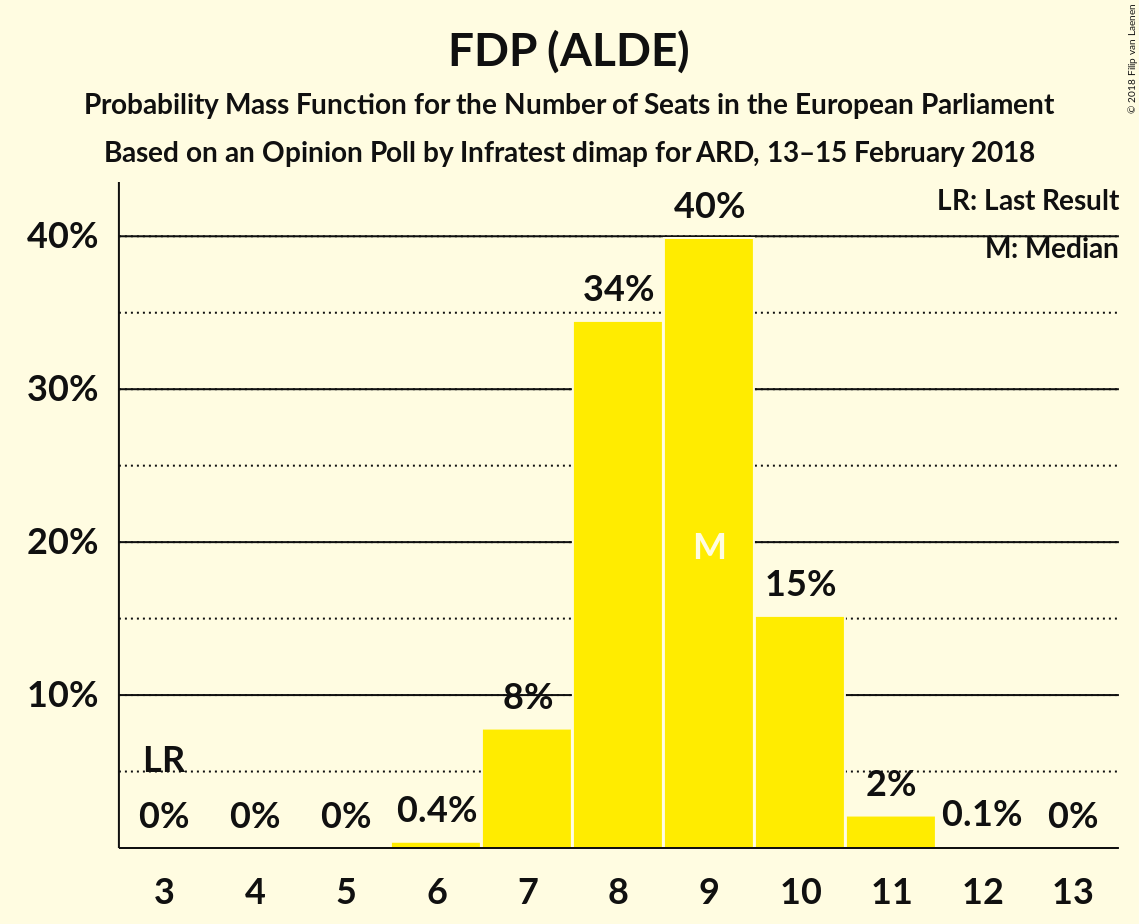 FDP (ALDE)
Probability Mass Function for the Number of Seats in the European Parliament
Based on an Opinion Poll by Infratest dimap for ARD, 13–15 February 2018
© 2018 Filip van Laenen
LR: Last Result
M: Median
40%
30%
20%
10%
LR
0%
0%
0%
0.4%
8%
34%
40%
M
15%
2%
0.1%
0%
3 4 5 6 7 8 9 10 11 12 13